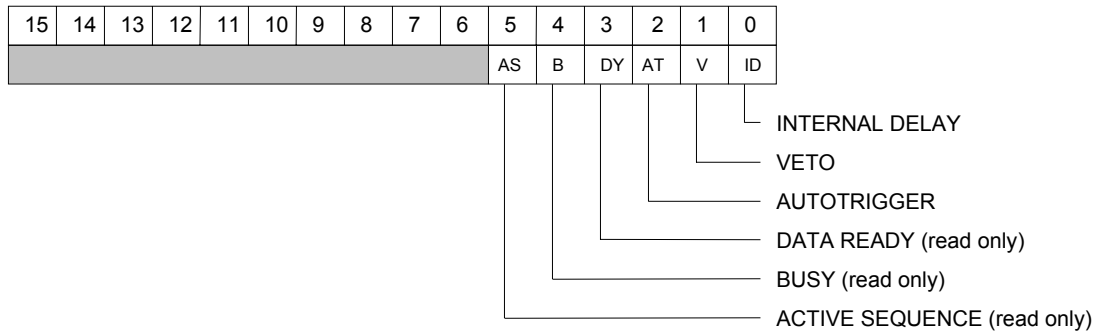 15 14 13 12 11 10 9 8 7 6 5 4 3 2 1 0
AS B DY AT V ID
INTERNAL DELAY
VETO
AUTOTRIGGER
DATA READY (read only)
BUSY (read only)
ACTIVE SEQUENCE (read only)